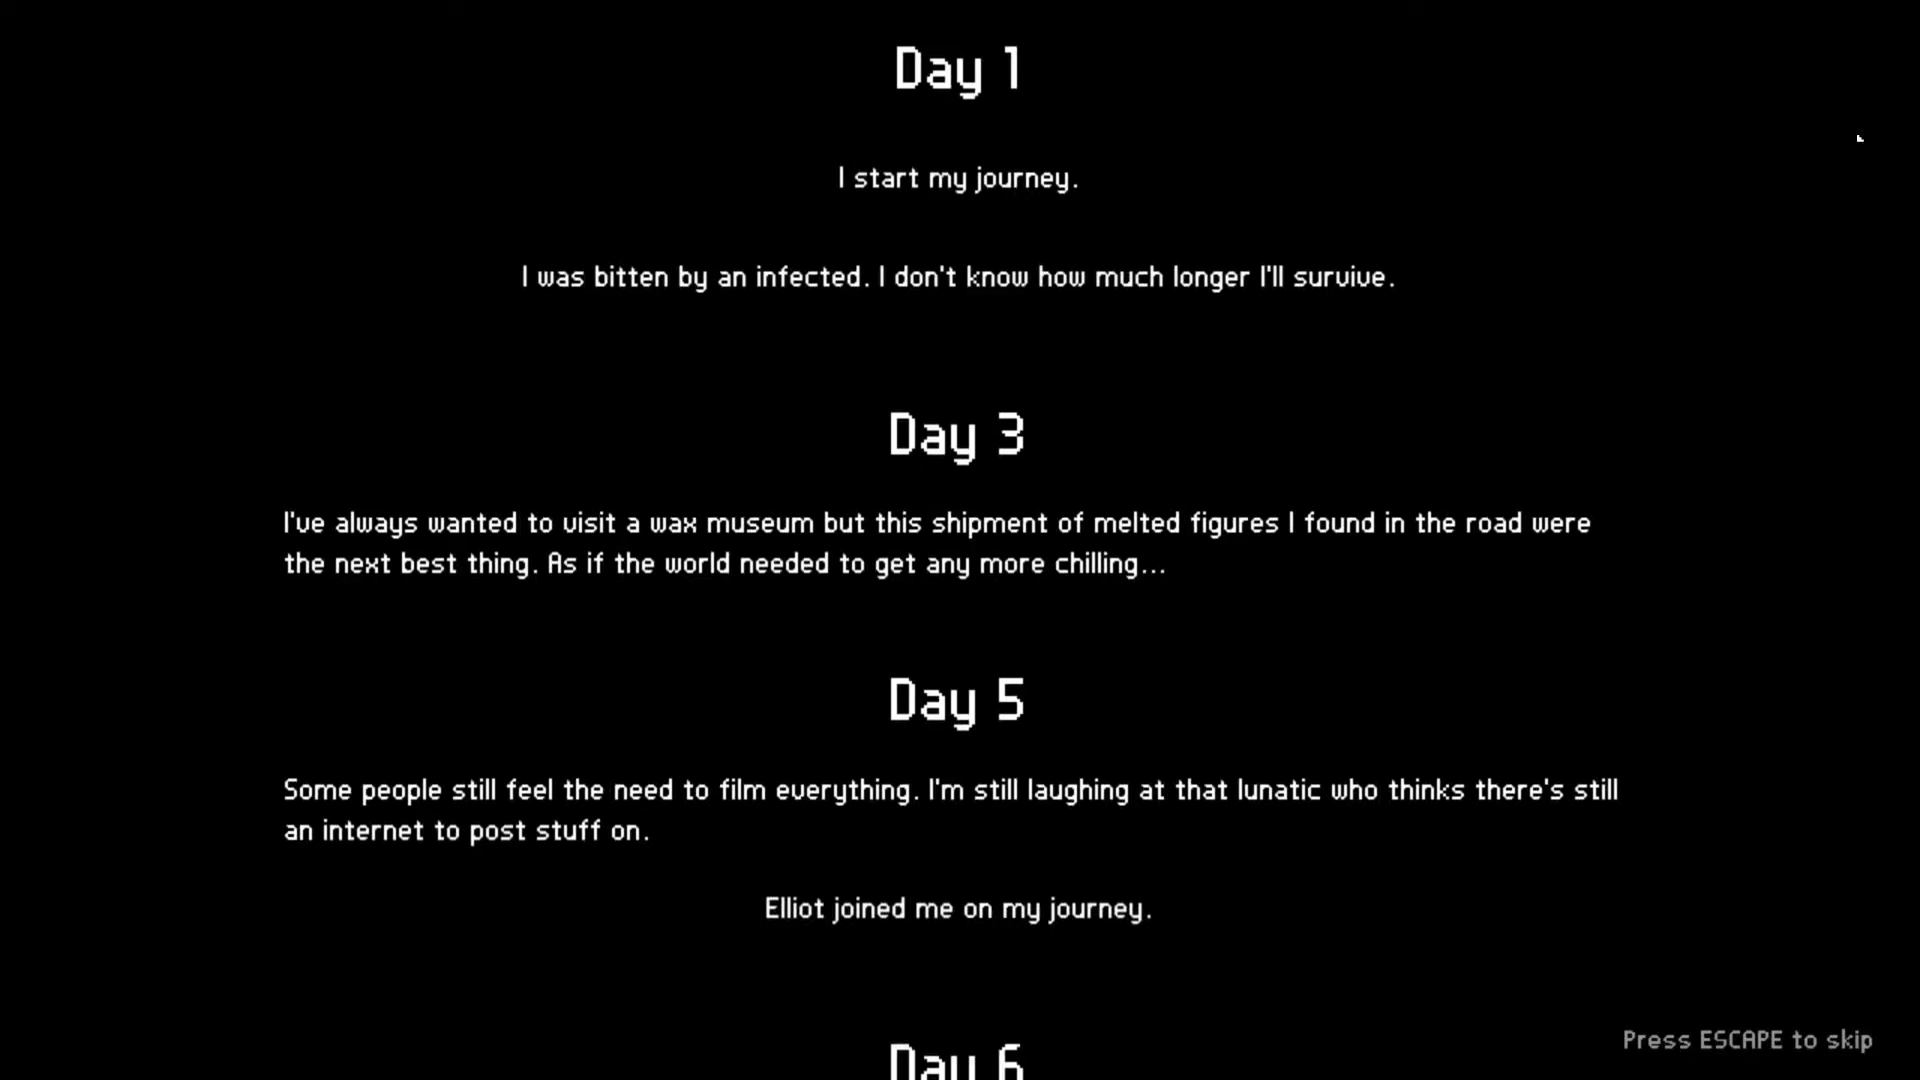 Day 1
I start my journey.
I was bitten by an infected. I don't know how much longer I'll survive.
Day 3
I've always wanted to visit a wax museum but this shipment of melted figures I found in the road were
the next best thing. As if the world needed to get any more chilling...
Day 5
Some people still feel the need to film everything. I'm still laughing at that lunatic who thinks there's still
an internet to post stuff on.
Elliot joined me on my journey.
Day 6
Press ESCAPE to skip